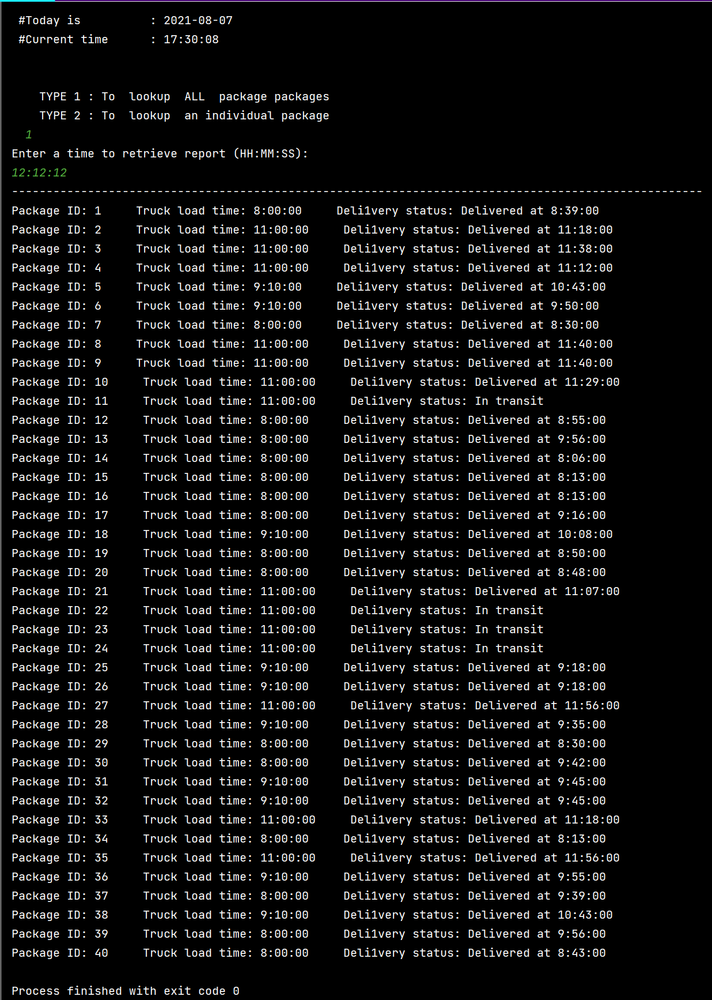 #Today is          : 2021-08-07
#Current time      : 17:30:08
TYPE 1 : To  lookup  ALL  package packages
TYPE 2 : To  lookup  an individual package
1
Enter a time to retrieve report (HH:MM:SS):
12:12:12
----------------------------------------------------------------------------------------------------
Package ID: 1     Truck load time: 8:00:00     Deli1very status: Delivered at 8:39:00
Package ID: 2     Truck load time: 11:00:00     Deli1very status: Delivered at 11:18:00
Package ID: 3     Truck load time: 11:00:00     Deli1very status: Delivered at 11:38:00
Package ID: 4     Truck load time: 11:00:00     Deli1very status: Delivered at 11:12:00
Package ID: 5     Truck load time: 9:10:00     Deli1very status: Delivered at 10:43:00
Package ID: 6     Truck load time: 9:10:00     Deli1very status: Delivered at 9:50:00
Package ID: 7     Truck load time: 8:00:00     Deli1very status: Delivered at 8:30:00
Package ID: 8     Truck load time: 11:00:00     Deli1very status: Delivered at 11:40:00
Package ID: 9     Truck load time: 11:00:00     Deli1very status: Delivered at 11:40:00
Package ID: 10     Truck load time: 11:00:00     Deli1very status: Delivered at 11:29:00
Package ID: 11     Truck load time: 11:00:00     Deli1very status: In transit
Package ID: 12     Truck load time: 8:00:00     Deli1very status: Delivered at 8:55:00
Package ID: 13     Truck load time: 8:00:00     Deli1very status: Delivered at 9:56:00
Package ID: 14     Truck load time: 8:00:00     Deli1very status: Delivered at 8:06:00
Package ID: 15     Truck load time: 8:00:00     Deli1very status: Delivered at 8:13:00
Package ID: 16     Truck load time: 8:00:00     Deli1very status: Delivered at 8:13:00
Package ID: 17     Truck load time: 8:00:00     Deli1very status: Delivered at 9:16:00
Package ID: 18     Truck load time: 9:10:00     Deli1very status: Delivered at 10:08:00
Package ID: 19     Truck load time: 8:00:00     Deli1very status: Delivered at 8:50:00
Package ID: 20     Truck load time: 8:00:00     Deli1very status: Delivered at 8:48:00
Package ID: 21     Truck load time: 11:00:00     Deli1very status: Delivered at 11:07:00
Package ID: 22     Truck load time: 11:00:00     Deli1very status: In transit
Package ID: 23     Truck load time: 11:00:00     Deli1very status: In transit
Package ID: 24     Truck load time: 11:00:00     Deli1very status: In transit
Package ID: 25     Truck load time: 9:10:00     Deli1very status: Delivered at 9:18:00
Package ID: 26     Truck load time: 9:10:00     Deli1very status: Delivered at 9:18:00
Package ID: 27     Truck load time: 11:00:00     Deli1very status: Delivered at 11:56:00
Package ID: 28     Truck load time: 9:10:00     Deli1very status: Delivered at 9:35:00
Package ID: 29     Truck load time: 8:00:00     Deli1very status: Delivered at 8:30:00
Package ID: 30     Truck load time: 8:00:00     Deli1very status: Delivered at 9:42:00
Package ID: 31     Truck load time: 9:10:00     Deli1very status: Delivered at 9:45:00
Package ID: 32     Truck load time: 9:10:00     Deli1very status: Delivered at 9:45:00
Package ID: 33     Truck load time: 11:00:00     Deli1very status: Delivered at 11:18:00
Package ID: 34     Truck load time: 8:00:00     Deli1very status: Delivered at 8:13:00
Package ID: 35     Truck load time: 11:00:00     Deli1very status: Delivered at 11:56:00
Package ID: 36     Truck load time: 9:10:00     Deli1very status: Delivered at 9:55:00
Package ID: 37     Truck load time: 8:00:00     Deli1very status: Delivered at 9:39:00
Package ID: 38     Truck load time: 9:10:00     Deli1very status: Delivered at 10:43:00
Package ID: 39     Truck load time: 8:00:00     Deli1very status: Delivered at 9:56:00
Package ID: 40     Truck load time: 8:00:00     Deli1very status: Delivered at 8:43:00
Process finished with exit code 0